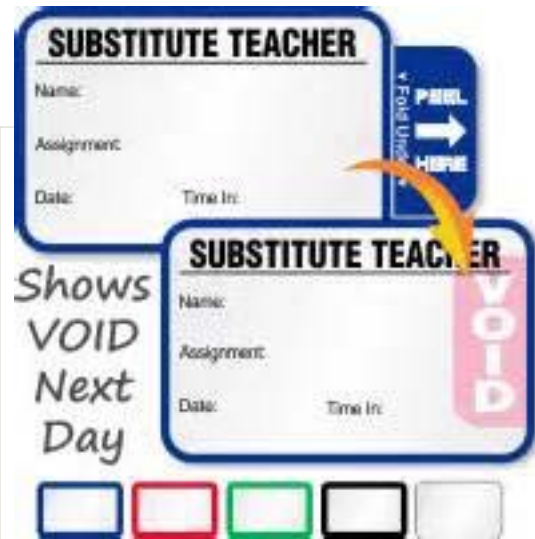 SUBSTITUTE TEACHER
Name:
Assignment:
Date: Time In:
Fold Under
PEEL
HERE
SUBSTITUTE TEACHER
Name:
Assignment:
Date: Time In:
VOID
Shows
VOID
Next
Day